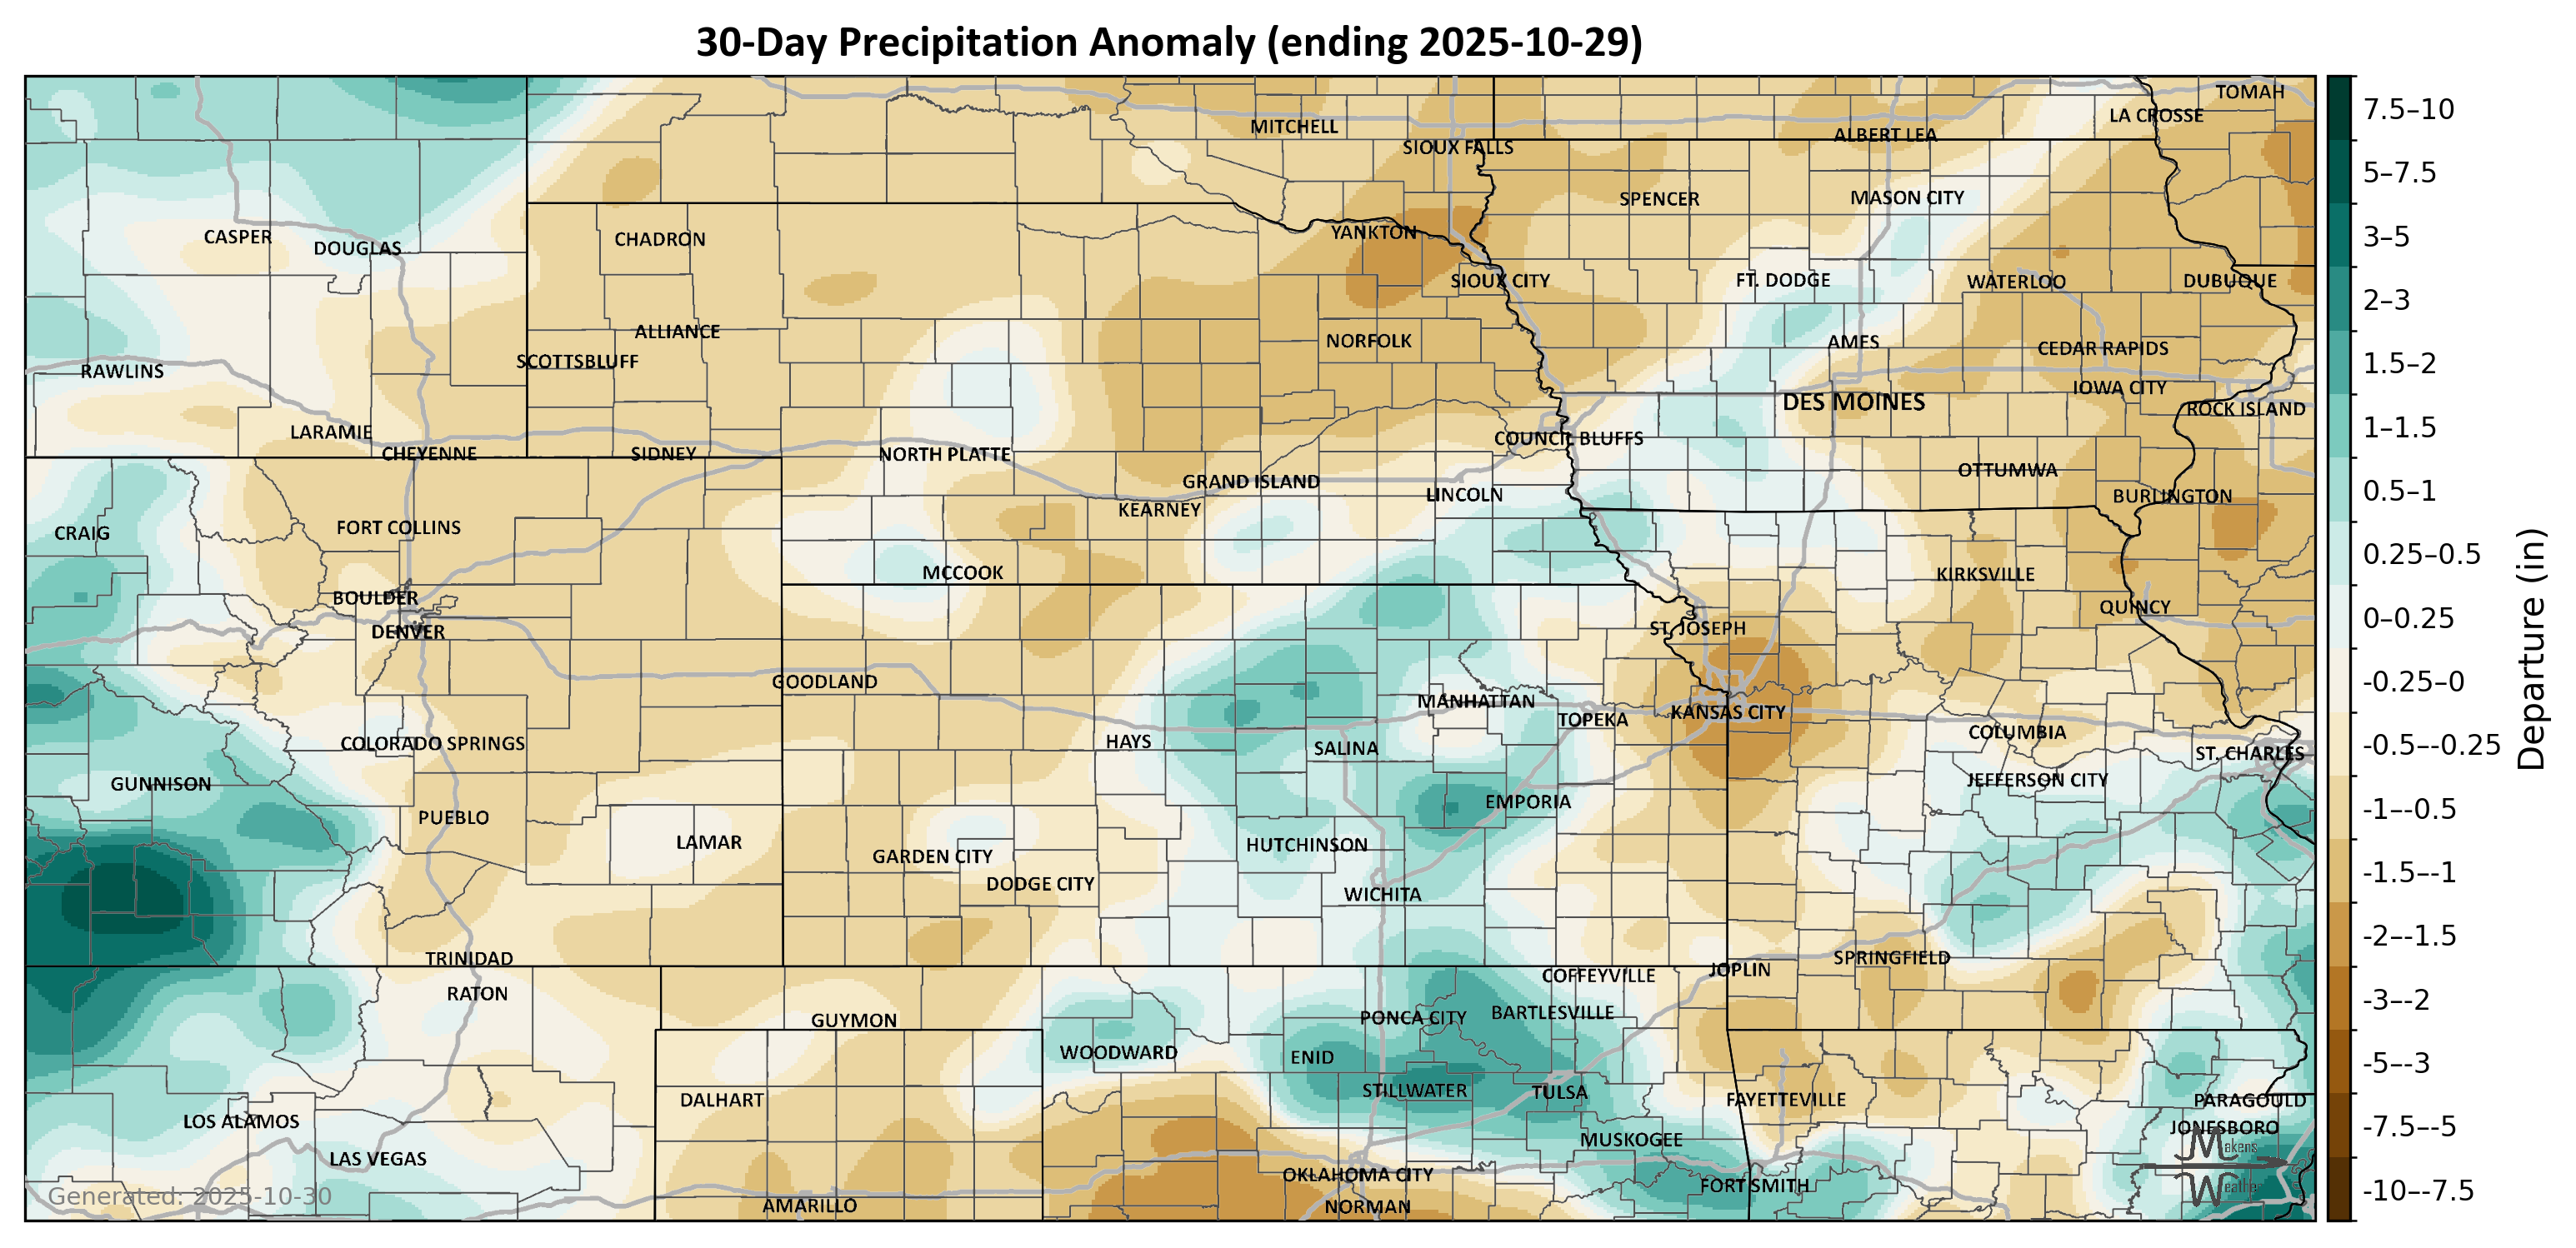 30-Day Precipitation Anomaly (ending 2025-10-29)
TOMAH
LA CROSSE
MITCHELL
ALBERT LEA
SIOUX FALLS
SPENCER
MASON CITY
CASPER
DOUGLAS
CHADRON
YANKTON
SIOUX CITY
FT. DODGE
WATERLOO
DUBUQUE
ALLIANCE
NORFOLK
AMES
CEDAR RAPIDS
SCOTTSBLUFF
RAWLINS
IOWA CITY
DES MOINES
ROCK ISLAND
LARAMIE
COUNCIL BLUFFS
CHEYENNE
SIDNEY
NORTH PLATTE
OTTUMWA
GRAND ISLAND
LINCOLN
BURLINGTON
KEARNEY
CRAIG
FORT COLLINS
MCCOOK
KIRKSVILLE
BOULDER
QUINCY
DENVER
ST. JOSEPH
GOODLAND
MANHATTAN
KANSAS CITY
TOPEKA
COLUMBIA
COLORADO SPRINGS
HAYS
SALINA
ST. CHARLES
GUNNISON
JEFFERSON CITY
EMPORIA
PUEBLO
LAMAR
HUTCHINSON
GARDEN CITY
DODGE CITY
WICHITA
TRINIDAD
SPRINGFIELD
COFFEYVILLE
JOPLIN
RATON
BARTLESVILLE
PONCA CITY
GUYMON
WOODWARD
ENID
STILLWATER
TULSA
DALHART
FAYETTEVILLE
PARAGOULD
LOS ALAMOS
JONESBORO
MUSKOGEE
LAS VEGAS
OKLAHOMA CITY
FORT SMITH
AMARILLO
NORMAN
Generated: 2025-10-30
Makens
Weathe
7.5–10
5–7.5
3–5
2–3
1.5–2
1–1.5
0.5–1
0.25–0.5
0–0.25
-0.25–0
-0.5–-0.25
-1–-0.5
-1.5–-1
-2–-1.5
-3–-2
-5–-3
-7.5–-5
-10–-7.5
Departure (in)